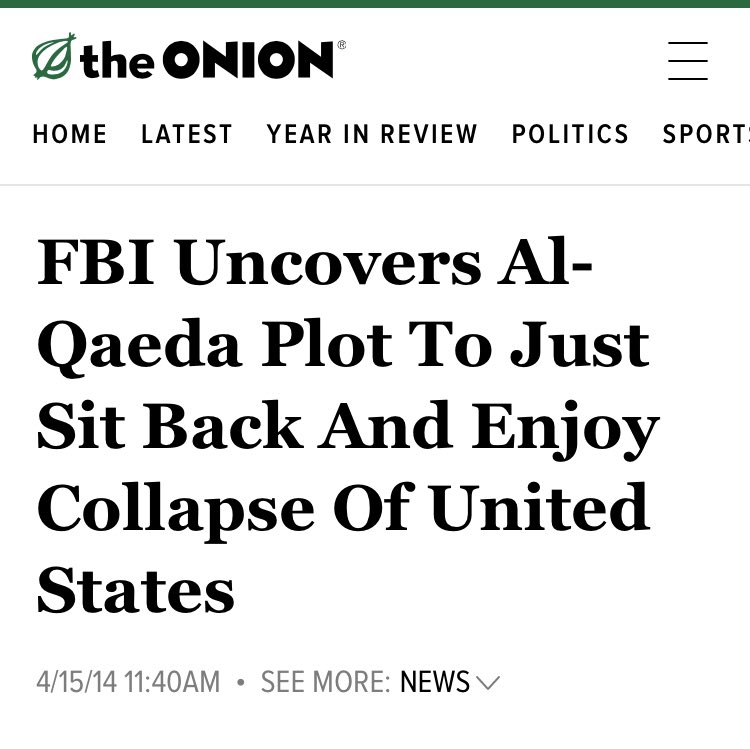 the ONION®
HOME LATEST YEAR IN REVIEW POLITICS SPORTS
FBI Uncovers Al-
Qaeda Plot To Just
Sit Back And Enjoy
Collapse Of United
States
4/15/14 11:40AM • SEE MORE: NEWS